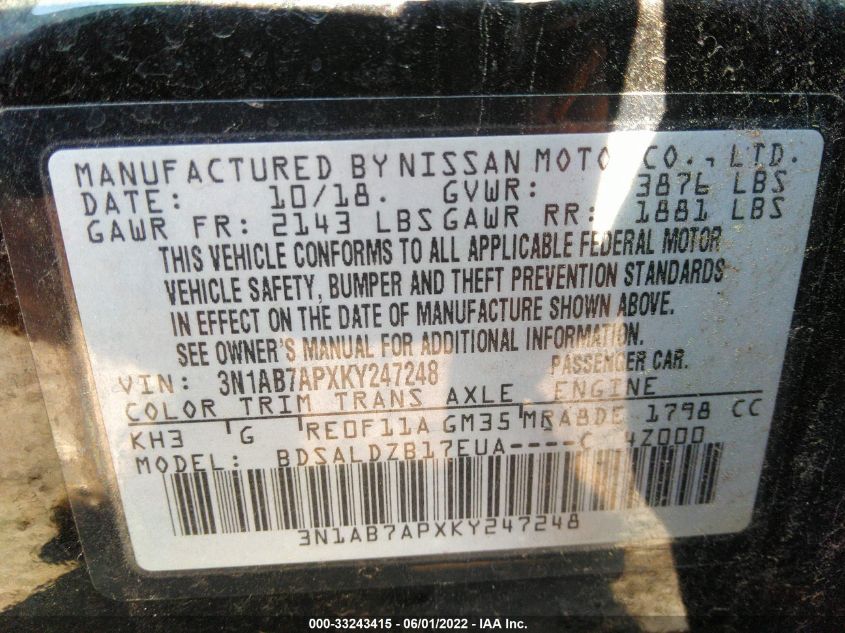 MANUFACTURED BY NISSAN MOTO CO., LTD.
DATE: 10/18. GVWR: 3876 LBS
GAWR FR: 2143 LBS GAWR RR: 1881 LBS
THIS VEHICLE CONFORMS TO ALL APPLICABLE FEDERAL MOTOR
VEHICLE SAFETY, BUMPER AND THEFT PREVENTION STANDARDS
IN EFFECT ON THE DATE OF MANUFACTURE SHOWN ABOVE.
SEE OWNER'S MANUAL FOR ADDITIONAL INFORMATION.
VIN: 3N1AB7APXKY247248 PASSENGER CAR.
COLOR TRIM TRANS AXLE ENGINE
KH3 G RE0F11A GM35 MRA8DE 1798 CC
MODEL: BDSALDZB17EUA----C 4Z000
3N1AB7APXKY247248
000-33243415 - 06/01/2022 - IAA Inc.